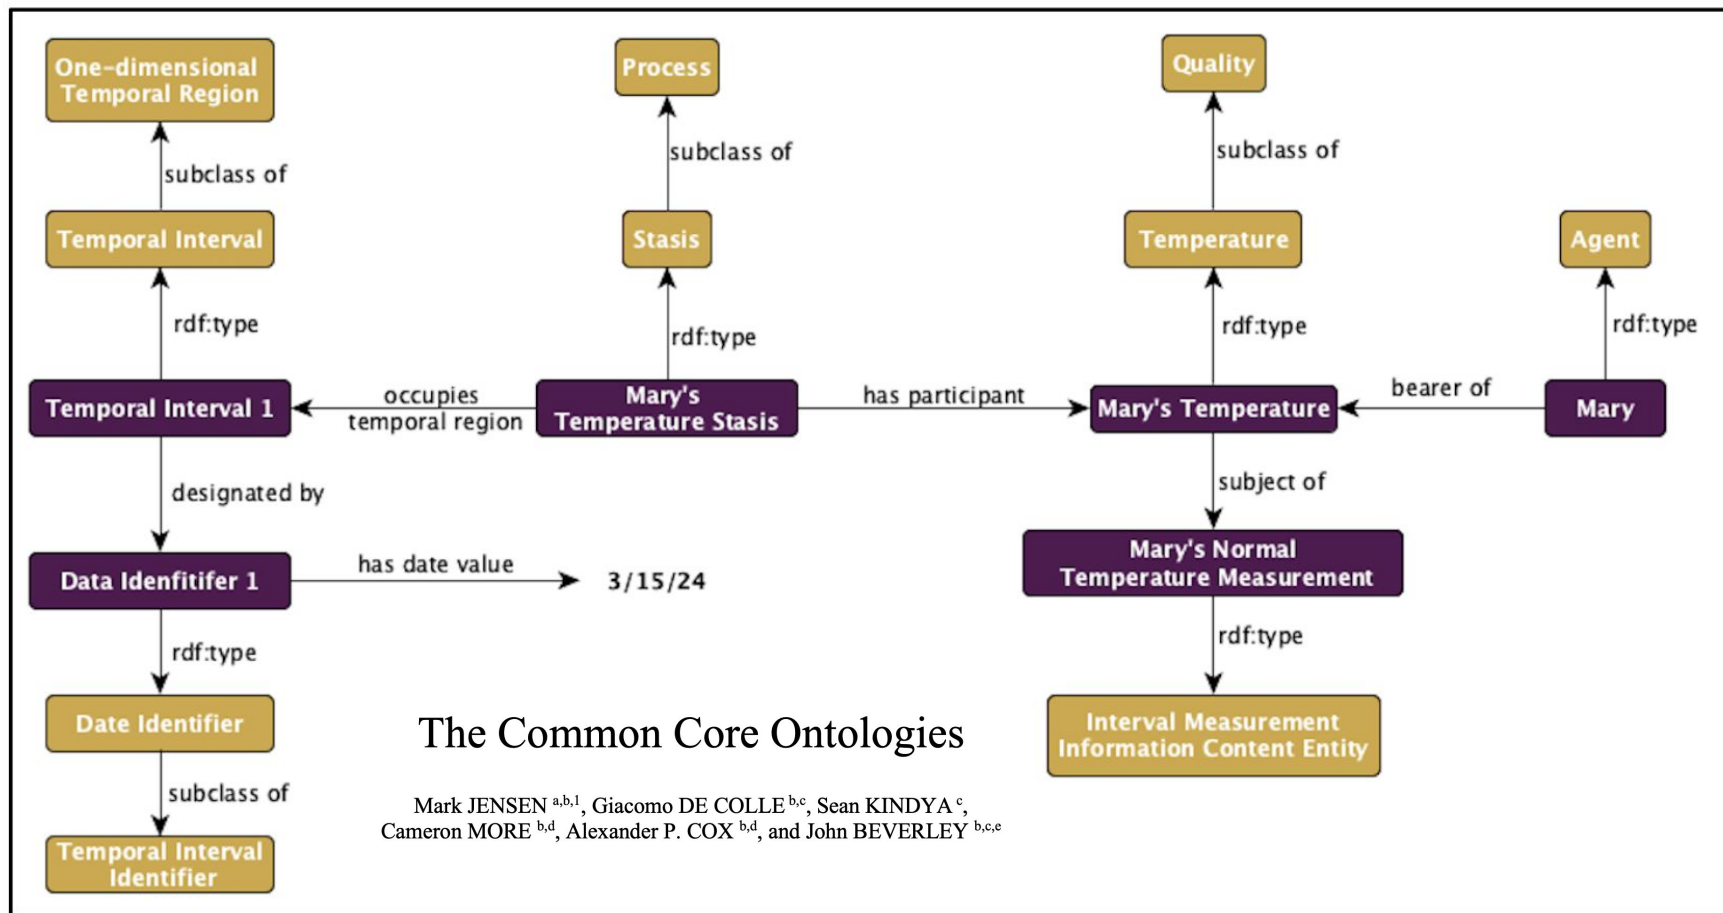 One-dimensional
Temporal Region
Process
Quality
subclass of
subclass of
subclass of
Temporal Interval
Stasis
Temperature
Agent
rdf:type
rdf:type
rdf:type
rdf:type
Temporal Interval 1
occupies
temporal region
Mary's
Temperature Stasis
has participant
Mary's Temperature
bearer of
Mary
designated by
subject of
Data Idenfitifer 1
has date value
3/15/24
Mary's Normal
Temperature Measurement
rdf:type
rdf:type
Date Identifier
Interval Measurement
Information Content Entity
subclass of
Temporal Interval
Identifier
The Common Core Ontologies
Mark JENSEN a,b,1, Giacomo DE COLLE b,c, Sean KINDYA c,
Cameron MORE b,d, Alexander P. COX b,d, and John BEVERLEY b,c,e